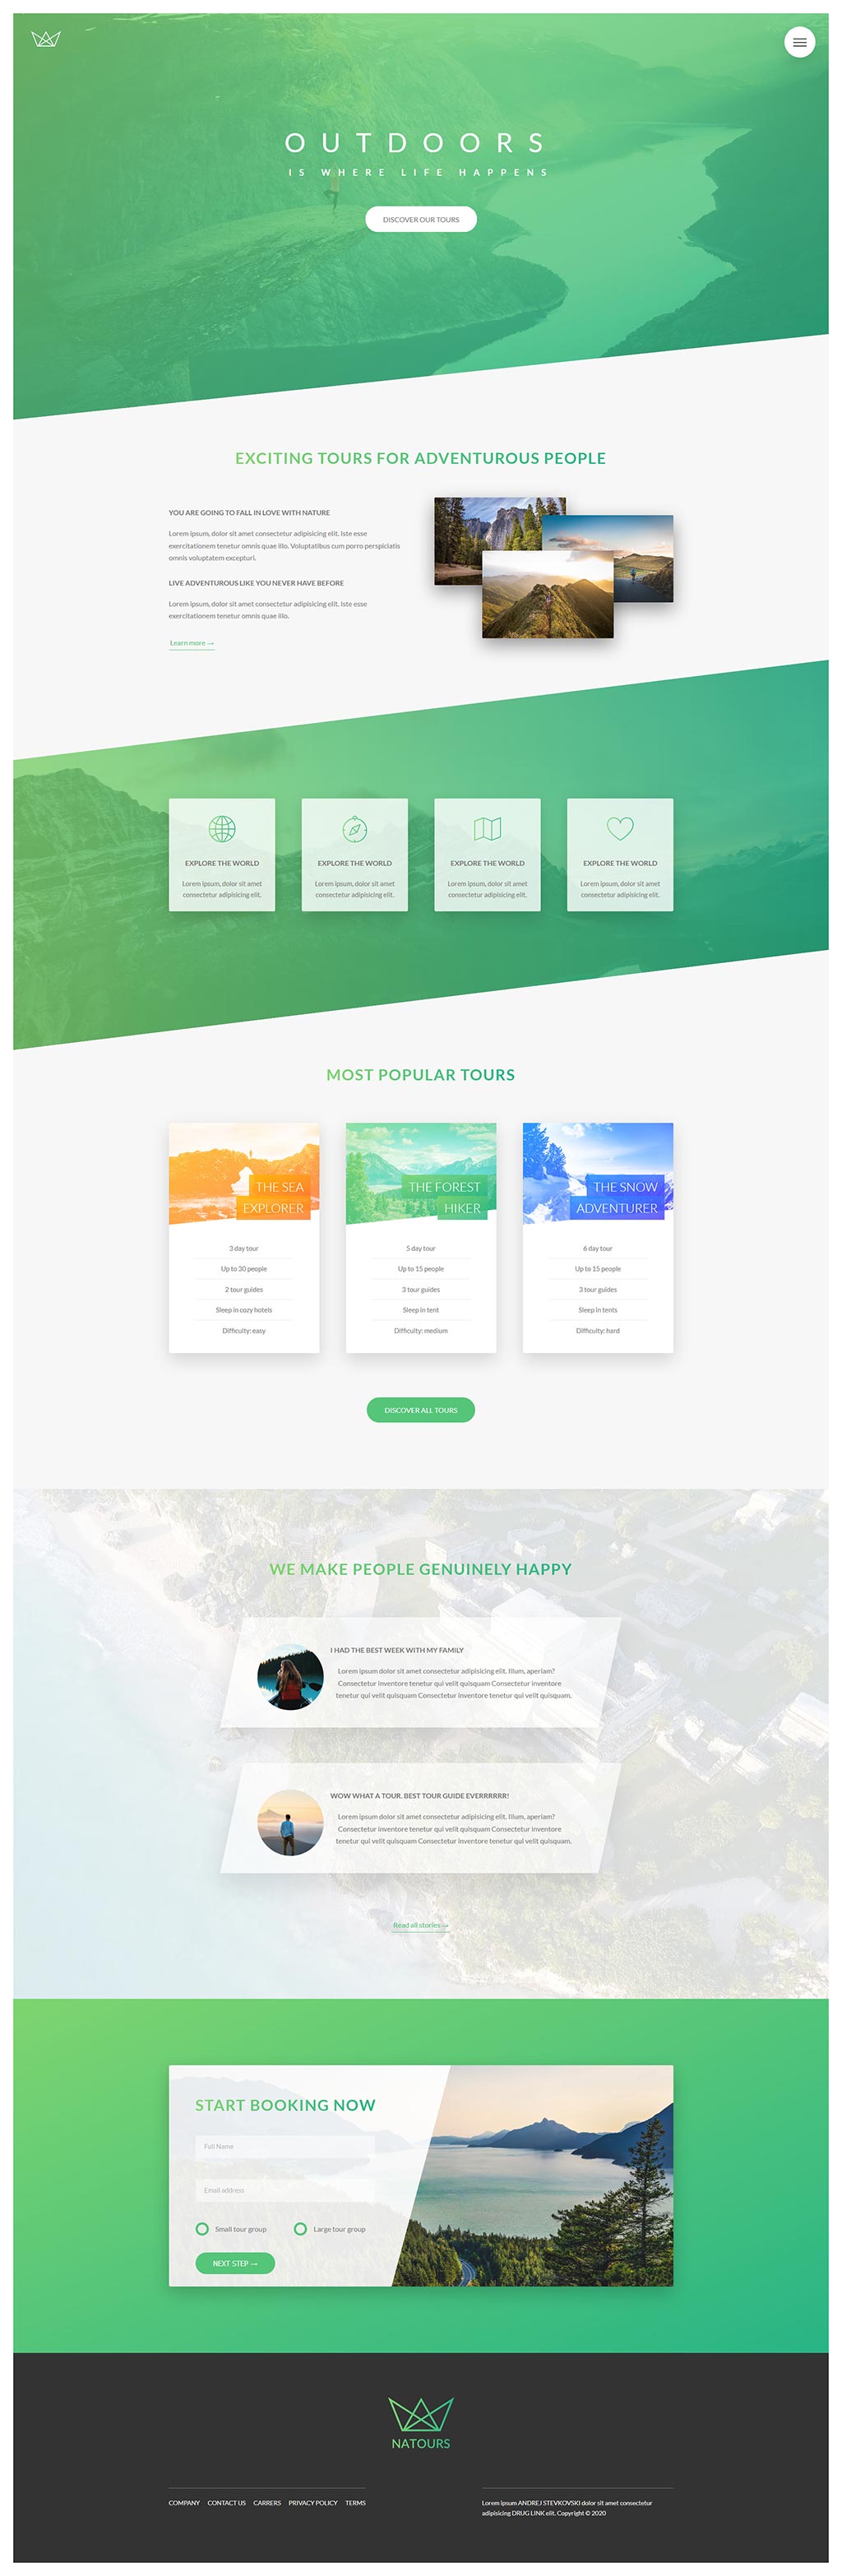 OUTDOORS
IS WHERE LIFE HAPPENS
DISCOVER OUR TOURS
EXCITING TOURS FOR ADVENTUROUS PEOPLE
YOU ARE GOING TO FALL IN LOVE WITH NATURE
Lorem ipsum, dolor sit amet consectetur adipisicing elit. Iste esse
exercitationem tenetur omnis quae illo. Voluptatibus cum porro perspiciatis
omnis voluptatem excepturi.
LIVE ADVENTUROUS LIKE YOU NEVER HAVE BEFORE
Lorem ipsum, dolor sit amet consectetur adipisicing elit. Iste esse
exercitationem tenetur omnis quae illo.
Learn more →
EXPLORE THE WORLD
Lorem ipsum, dolor sit amet
consectetur adipisicing elit.
EXPLORE THE WORLD
Lorem ipsum, dolor sit amet
consectetur adipisicing elit.
EXPLORE THE WORLD
Lorem ipsum, dolor sit amet
consectetur adipisicing elit.
EXPLORE THE WORLD
Lorem ipsum, dolor sit amet
consectetur adipisicing elit.
MOST POPULAR TOURS
THE SEA
EXPLORER
3 day tour
Up to 30 people
2 tour guides
Sleep in cozy hotels
Difficulty: easy
THE FOREST
HIKER
5 day tour
Up to 15 people
3 tour guides
Sleep in tent
Difficulty: medium
THE SNOW
ADVENTURER
6 day tour
Up to 15 people
3 tour guides
Sleep in tents
Difficulty: hard
DISCOVER ALL TOURS
WE MAKE PEOPLE GENUINELY HAPPY
I HAD THE BEST WEEK WITH MY FAMILY
Lorem ipsum dolor sit amet consectetur adipisicing elit. Illum, aperiam?
Consectetur inventore tenetur qui velit quisquam Consectetur inventore
tenetur qui velit quisquam Consectetur inventore tenetur qui velit quisquam.
WOW WHAT A TOUR. BEST TOUR GUIDE EVERRRRRR!
Lorem ipsum dolor sit amet consectetur adipisicing elit. Illum, aperiam?
Consectetur inventore tenetur qui velit quisquam Consectetur inventore
tenetur qui velit quisquam Consectetur inventore tenetur qui velit quisquam.
Read all stories →
START BOOKING NOW
Full Name
Email address
Small tour group
Large tour group
NEXT STEP →
NATOURS
COMPANY CONTACT US CARRERS PRIVACY POLICY TERMS
Lorem ipsum ANDREJ STEVKOVSKI dolor sit amet consectetur
adipisicing DRUG LINK elit. Copyright © 2020